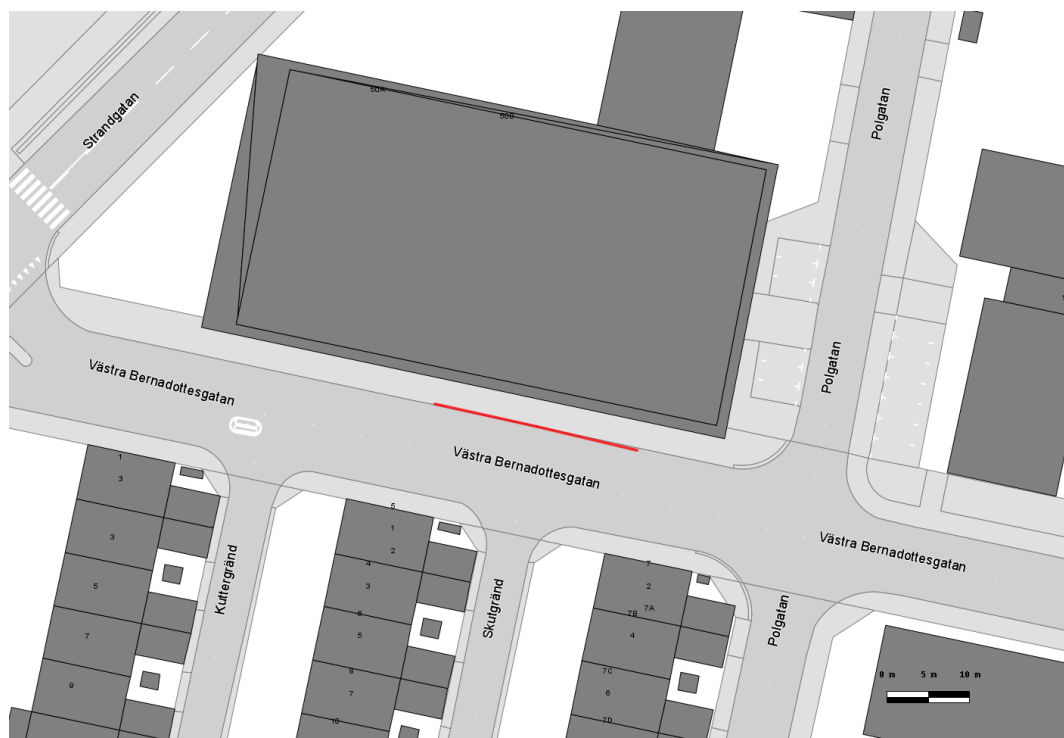 50A
50B
Strandgatan
Polgatan
Polgatan
Västra Bernadottesgatan
Västra Bernadottesgatan
Västra Bernadottesgatan
Kuttergränd
Skutgränd
Polgatan
1
3
3
5
7
9
5
1
2
4
3
6
5
8
7
10
7
2
7A
7B
4
7C
6
7D
0 m 5 m 10 m